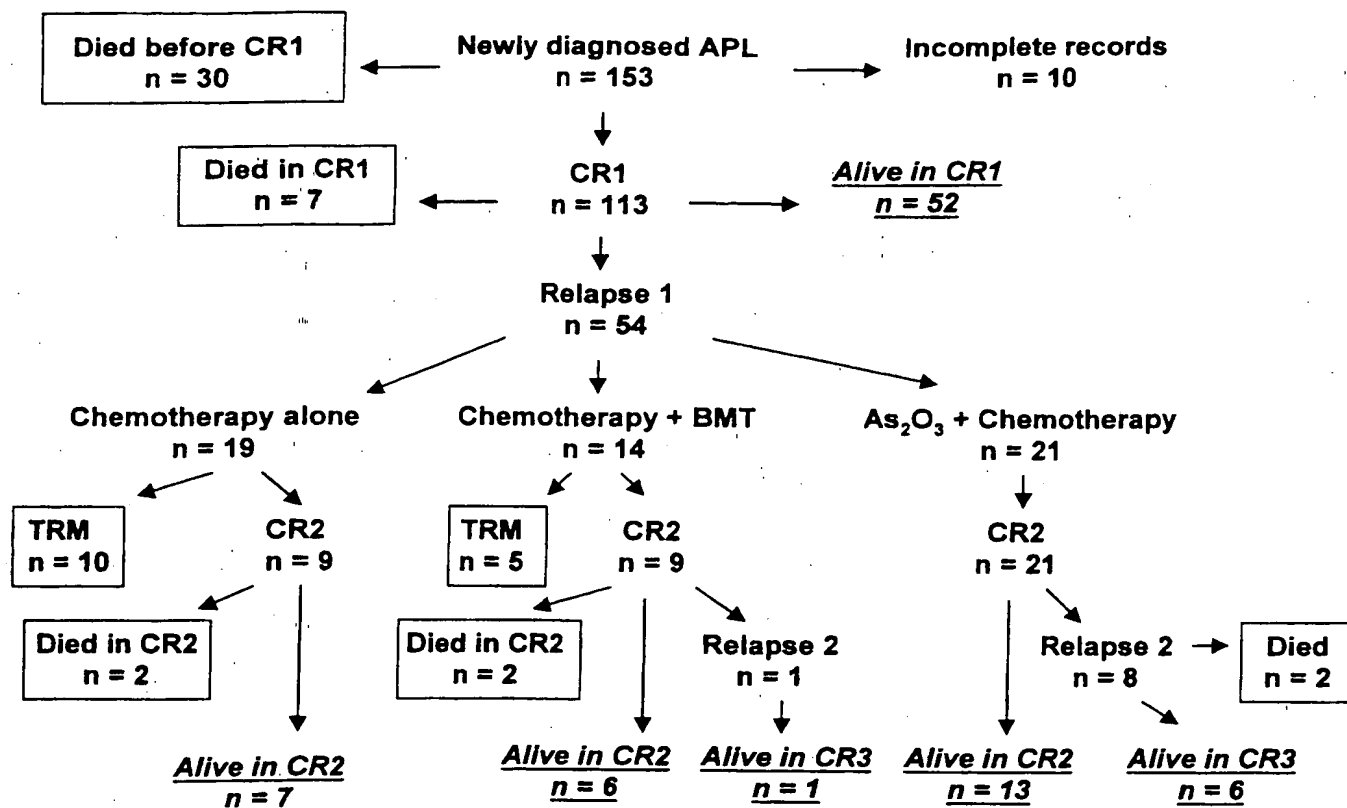 Died before CR1
n = 30
Newly diagnosed APL
n = 153
Incomplete records
n = 10
Died in CR1
n = 7
CR1
n = 113
Alive in CR1
n = 52
Relapse 1
n = 54
Chemotherapy alone
n = 19
Chemotherapy + BMT
n = 14
As₂O₃ + Chemotherapy
n = 21
TRM
n = 10
CR2
n = 9
TRM
n = 5
CR2
n = 9
CR2
n = 21
Died in CR2
n = 2
Died in CR2
n = 2
Relapse 2
n = 1
Relapse 2
n = 8
Died
n = 2
Alive in CR2
n = 7
Alive in CR2
n = 6
Alive in CR3
n = 1
Alive in CR2
n = 13
Alive in CR3
n = 6